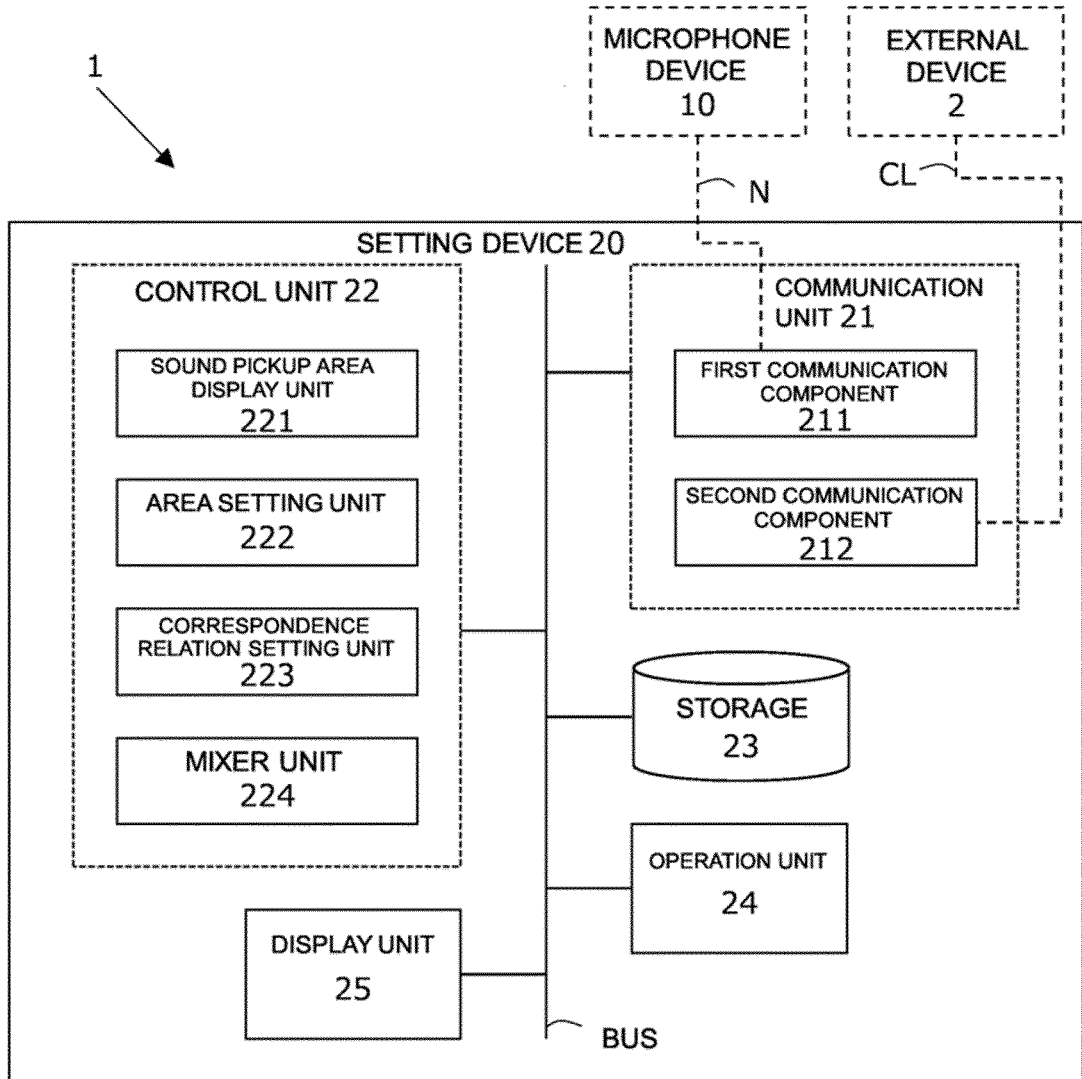 1
MICROPHONE
DEVICE
10
EXTERNAL
DEVICE
2
N
CL
SETTING DEVICE 20
CONTROL UNIT 22
SOUND PICKUP AREA
DISPLAY UNIT
221
AREA SETTING UNIT
222
CORRESPONDENCE
RELATION SETTING UNIT
223
MIXER UNIT
224
COMMUNICATION
UNIT 21
FIRST COMMUNICATION
COMPONENT
211
SECOND COMMUNICATION
COMPONENT
212
STORAGE
23
OPERATION UNIT
24
DISPLAY UNIT
25
BUS